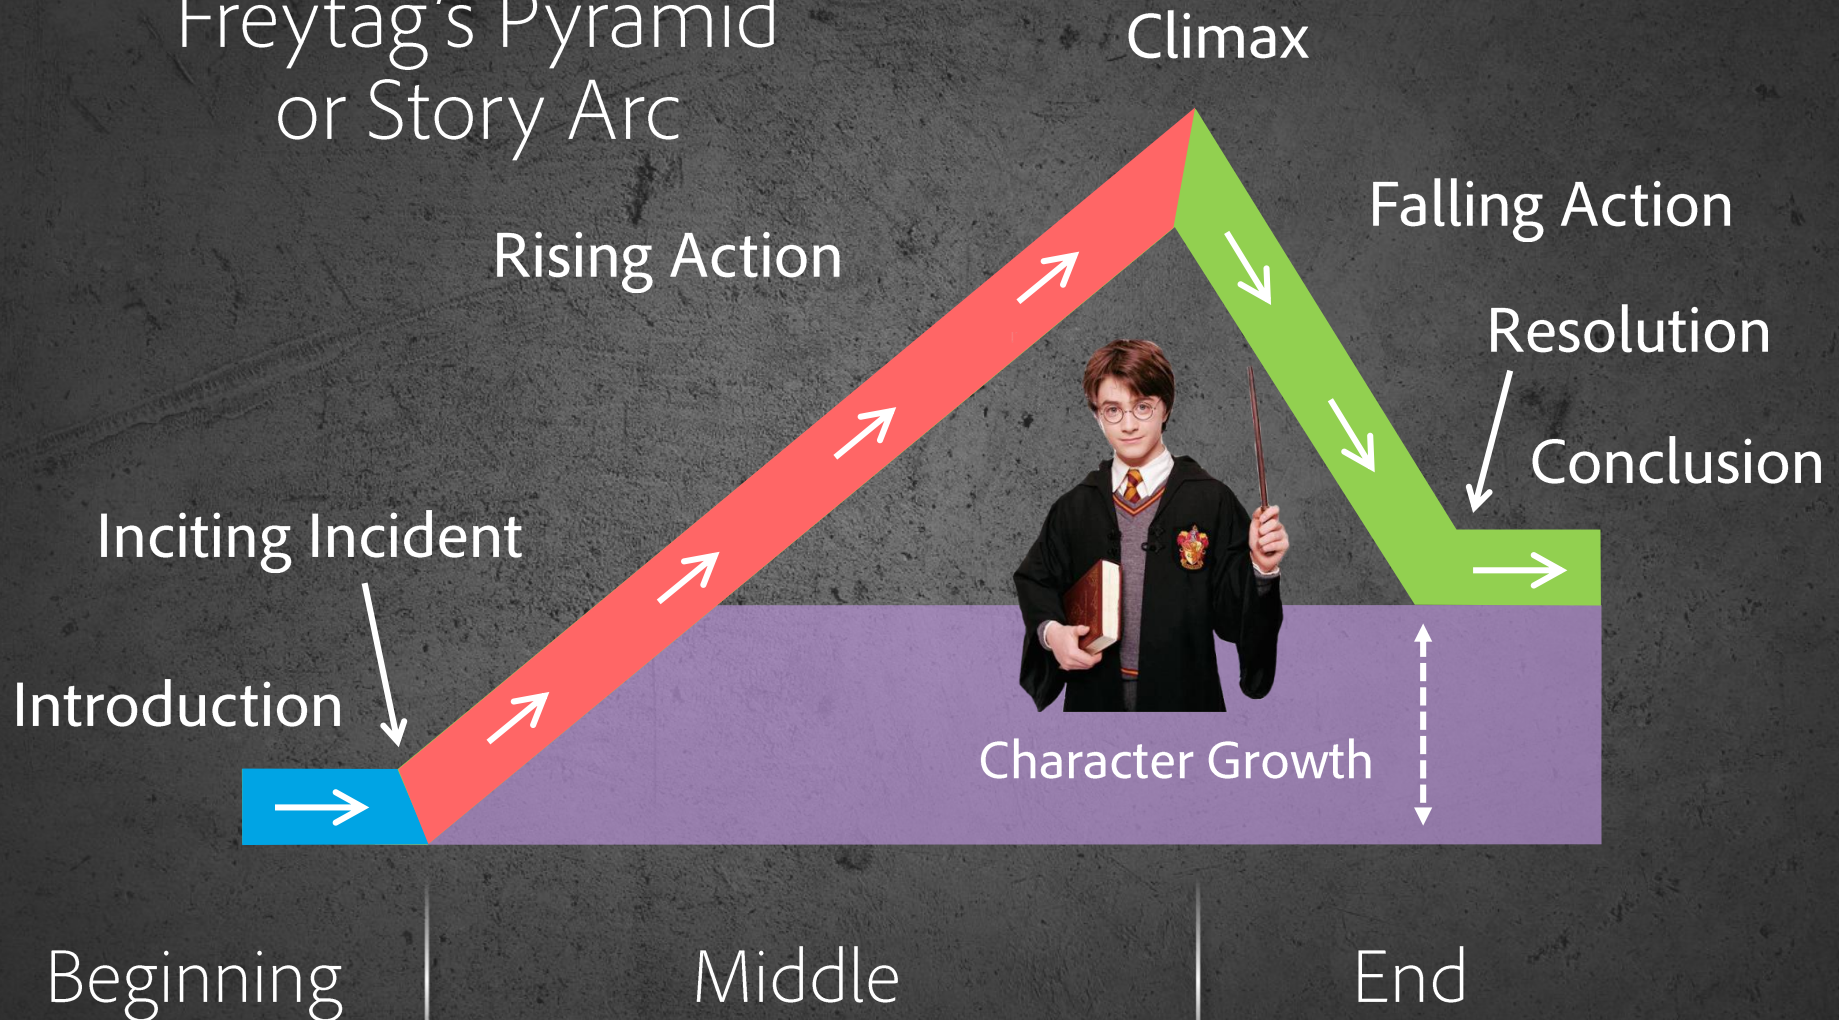 Freytag's Pyramid
or Story Arc
Climax
Falling Action
Rising Action
Resolution
Conclusion
Inciting Incident
Introduction
Character Growth
Beginning
Middle
End